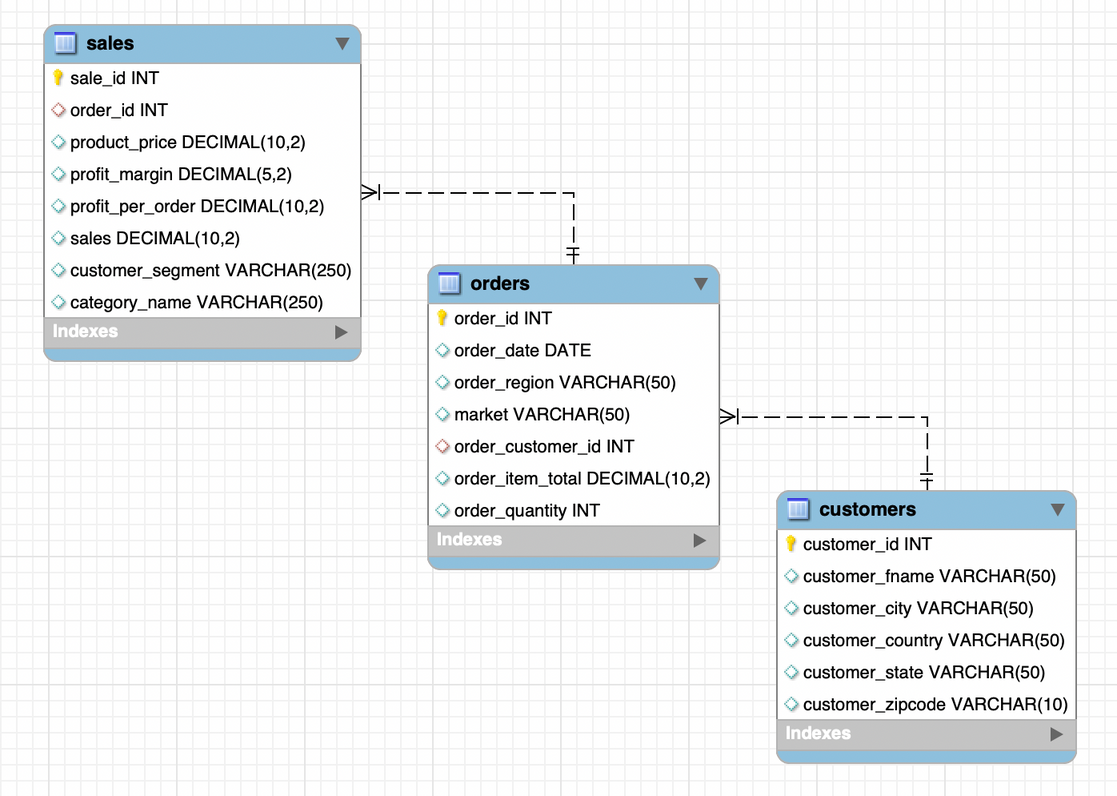 sales
sale_id INT
order_id INT
product_price DECIMAL(10,2)
profit_margin DECIMAL(5,2)
profit_per_order DECIMAL(10,2)
sales DECIMAL(10,2)
customer_segment VARCHAR(250)
category_name VARCHAR(250)
Indexes
orders
order_id INT
order_date DATE
order_region VARCHAR(50)
market VARCHAR(50)
order_customer_id INT
order_item_total DECIMAL(10,2)
order_quantity INT
Indexes
customers
customer_id INT
customer_fname VARCHAR(50)
customer_city VARCHAR(50)
customer_country VARCHAR(50)
customer_state VARCHAR(50)
customer_zipcode VARCHAR(10)
Indexes